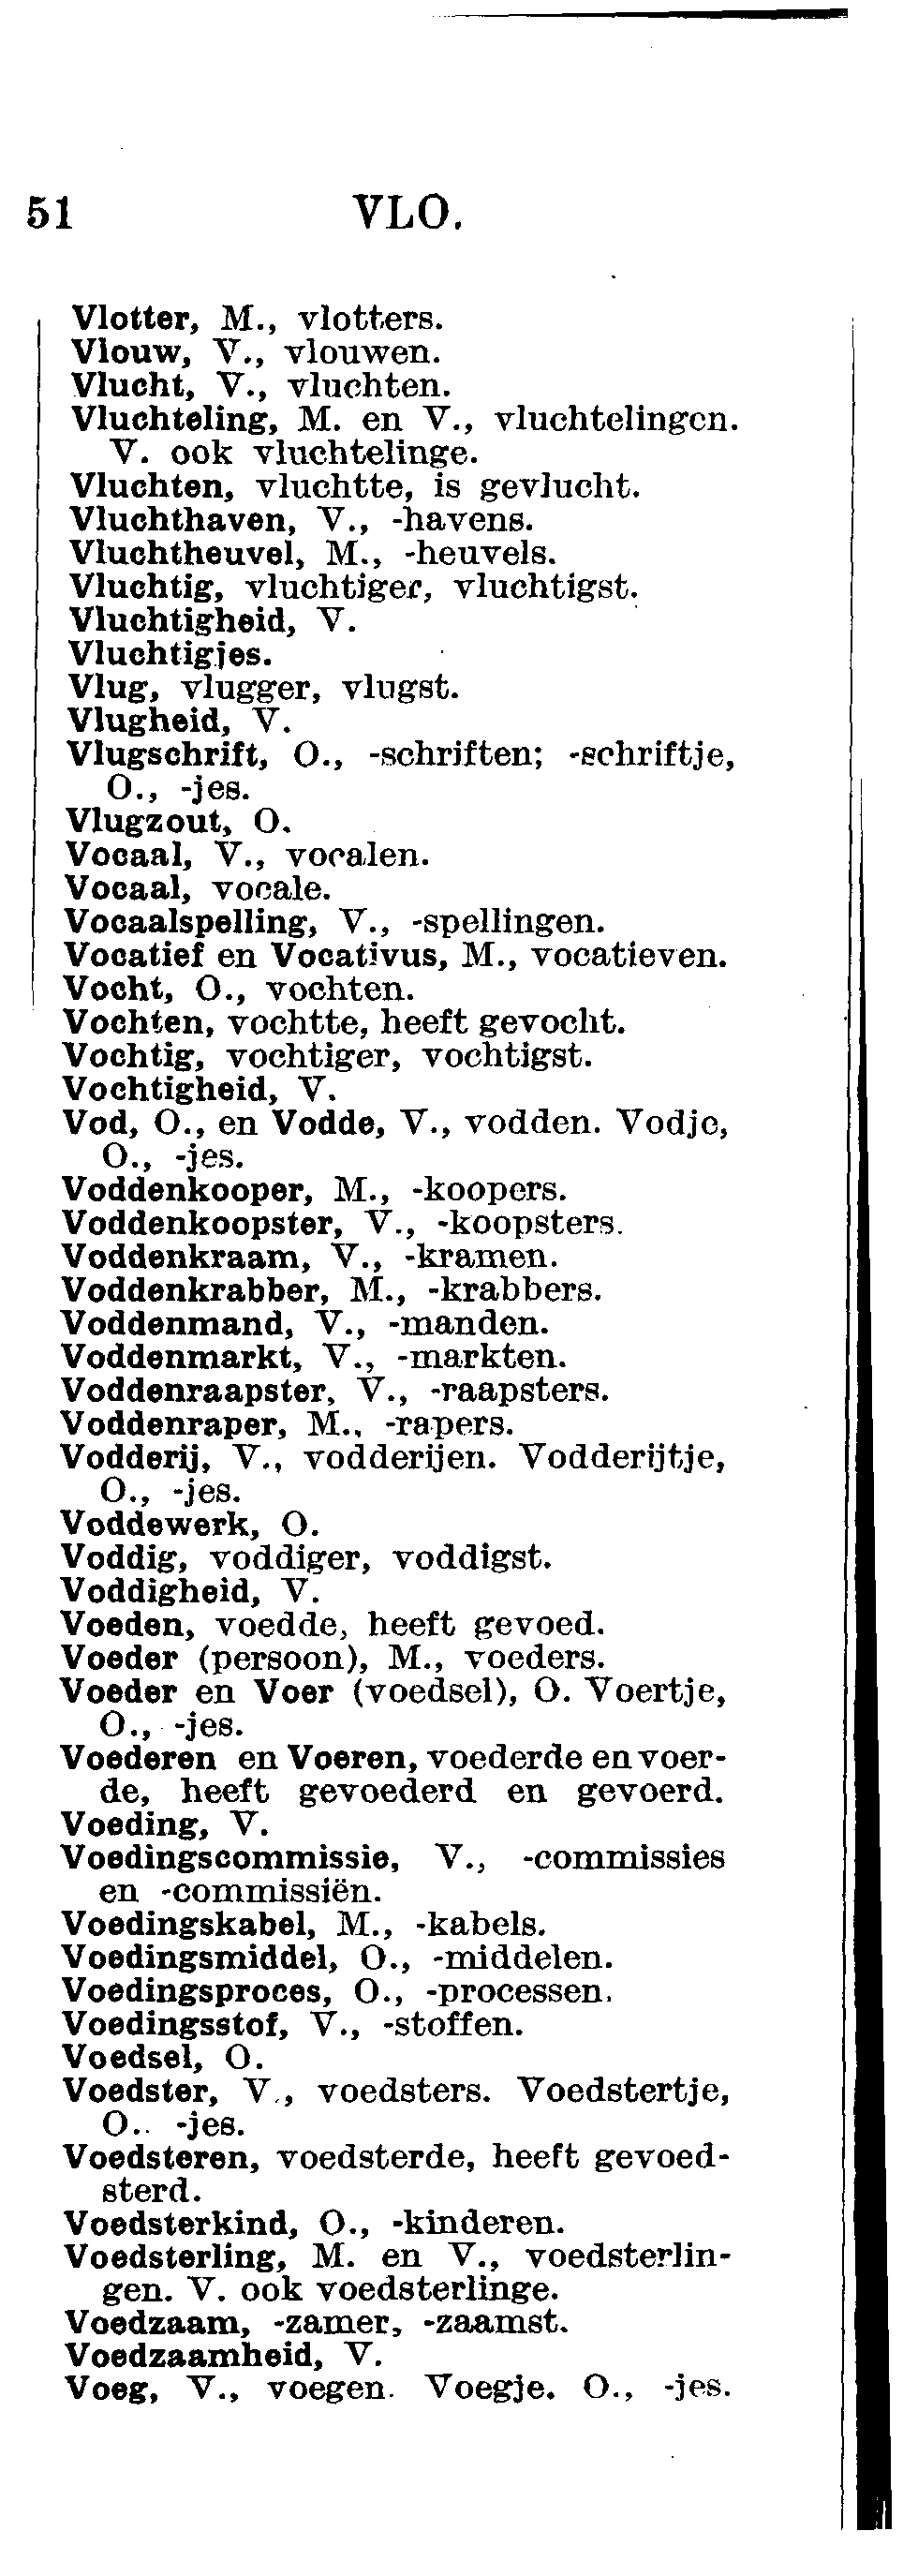 51 VLO.
Vlotter, M., vlotters.
Vlouw, V., vlouwen.
Vlucht, V., vluchten.
Vluchteling, M. en V., vluchtelingen.
V. ook vluchtelinge.
Vluchten, vluchtte, is gevlucht.
Vluchthaven, V., -havens.
Vluchtheuvel, M., -heuvels.
Vluchtig, vluchtiger, vluchtigst.
Vluchtigheid, V.
Vluchtigjes.
Vlug, vlugger, vlugst.
Vlugheid, V.
Vlugschrift, O., -schriften; -schriftje,
O., -jes.
Vlugzout, O.
Vocaal, V., vocalen.
Vocaal, vocale.
Vocaalspelling, V., -spellingen.
Vocatief en Vocativus, M., vocatieven.
Vocht, O., vochten.
Vochten, vochtte, heeft gevocht.
Vochtig, vochtiger, vochtigst.
Vochtigheid, V.
Vod, O., en Vodde, V., vodden. Vodje,
O., -jes.
Voddenkooper, M., -koopers.
Voddenkoopster, V., -koopsters.
Voddenkraam, V., -kramen.
Voddenkrabber, M., -krabbers.
Voddenmand, V., -manden.
Voddenmarkt, V., -markten.
Voddenraapster, V., -raapsters.
Voddenraper, M., -rapers.
Vodderij, V., vodderijen. Vodderijtje,
O., -jes.
Voddewerk, O.
Voddig, voddiger, voddigst.
Voddigheid, V.
Voeden, voedde, heeft gevoed.
Voeder (persoon), M., voeders.
Voeder en Voer (voedsel), O. Voertje,
O., -jes.
Voederen en Voeren, voederde en voer-
de, heeft gevoederd en gevoerd.
Voeding, V.
Voedingscommissie, V., -commissies
en -commissiën.
Voedingskabel, M., -kabels.
Voedingsmiddel, O., -middelen.
Voedingsproces, O., -processen.
Voedingsstof, V., -stoffen.
Voedsel, O.
Voedster, V., voedsters. Voedstertje,
O.. -jes.
Voedsteren, voedsterde, heeft gevoed-
sterd.
Voedsterkind, O., -kinderen.
Voedsterling, M. en V., voedsterlin-
gen. V. ook voedsterlinge.
Voedzaam, -zamer, -zaamst.
Voedzaamheid, V.
Voeg, V., voegen. Voegje. O., -jes.